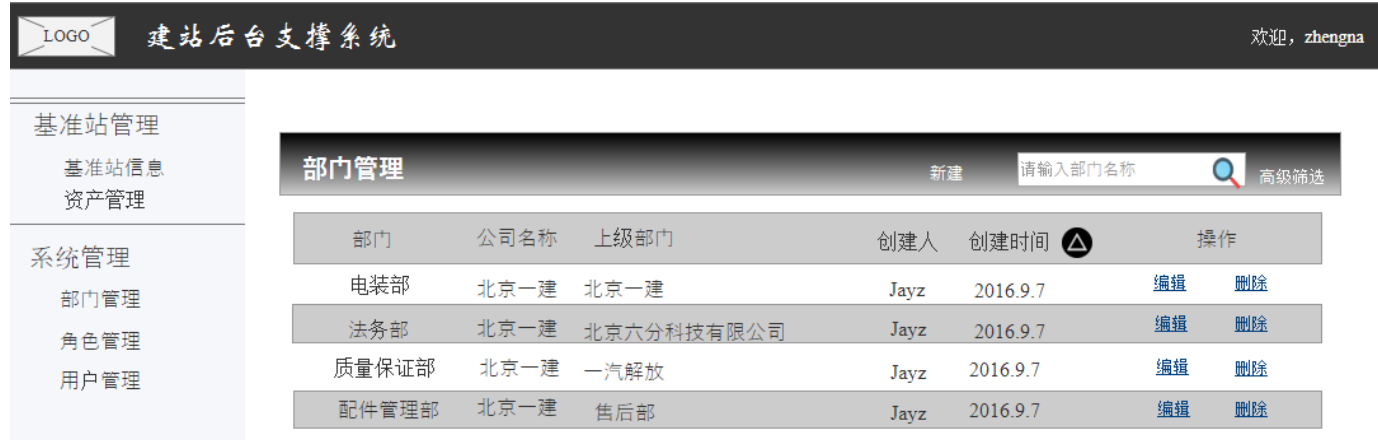 LOGO 建站后台支撑系统 欢迎，zhengna
基准站管理
基准站信息
资产管理
系统管理
部门管理
角色管理
用户管理
部门管理 新建 请输入部门名称 高级筛选
部门 公司名称 上级部门 创建人 创建时间 操作
电装部 北京一建 北京一建 Jayz 2016.9.7 编辑 删除
法务部 北京一建 北京六分科技有限公司 Jayz 2016.9.7 编辑 删除
质量保证部 北京一建 一汽解放 Jayz 2016.9.7 编辑 删除
配件管理部 北京一建 售后部 Jayz 2016.9.7 编辑 删除